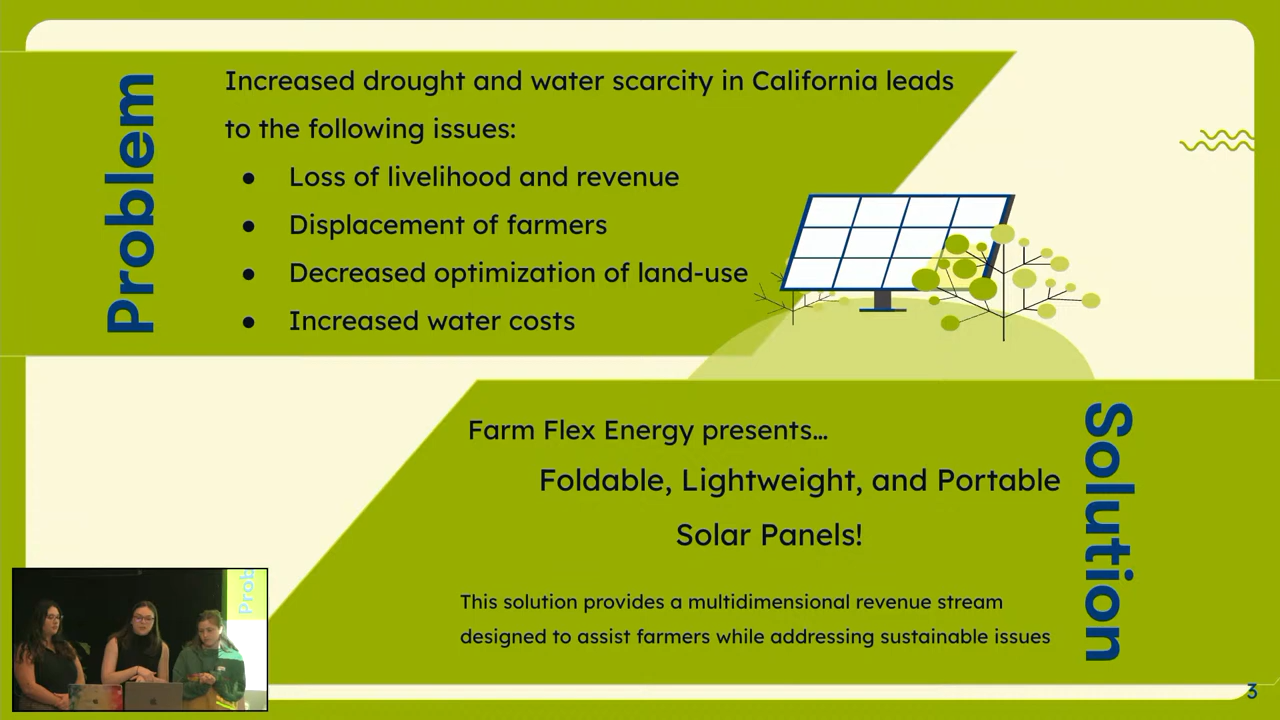 Problem
Increased drought and water scarcity in California leads
to the following issues:
● Loss of livelihood and revenue
● Displacement of farmers
● Decreased optimization of land-use
● Increased water costs
Solution
Farm Flex Energy presents…
Foldable, Lightweight, and Portable
Solar Panels!
This solution provides a multidimensional revenue stream
designed to assist farmers while addressing sustainable issues
Prob
3